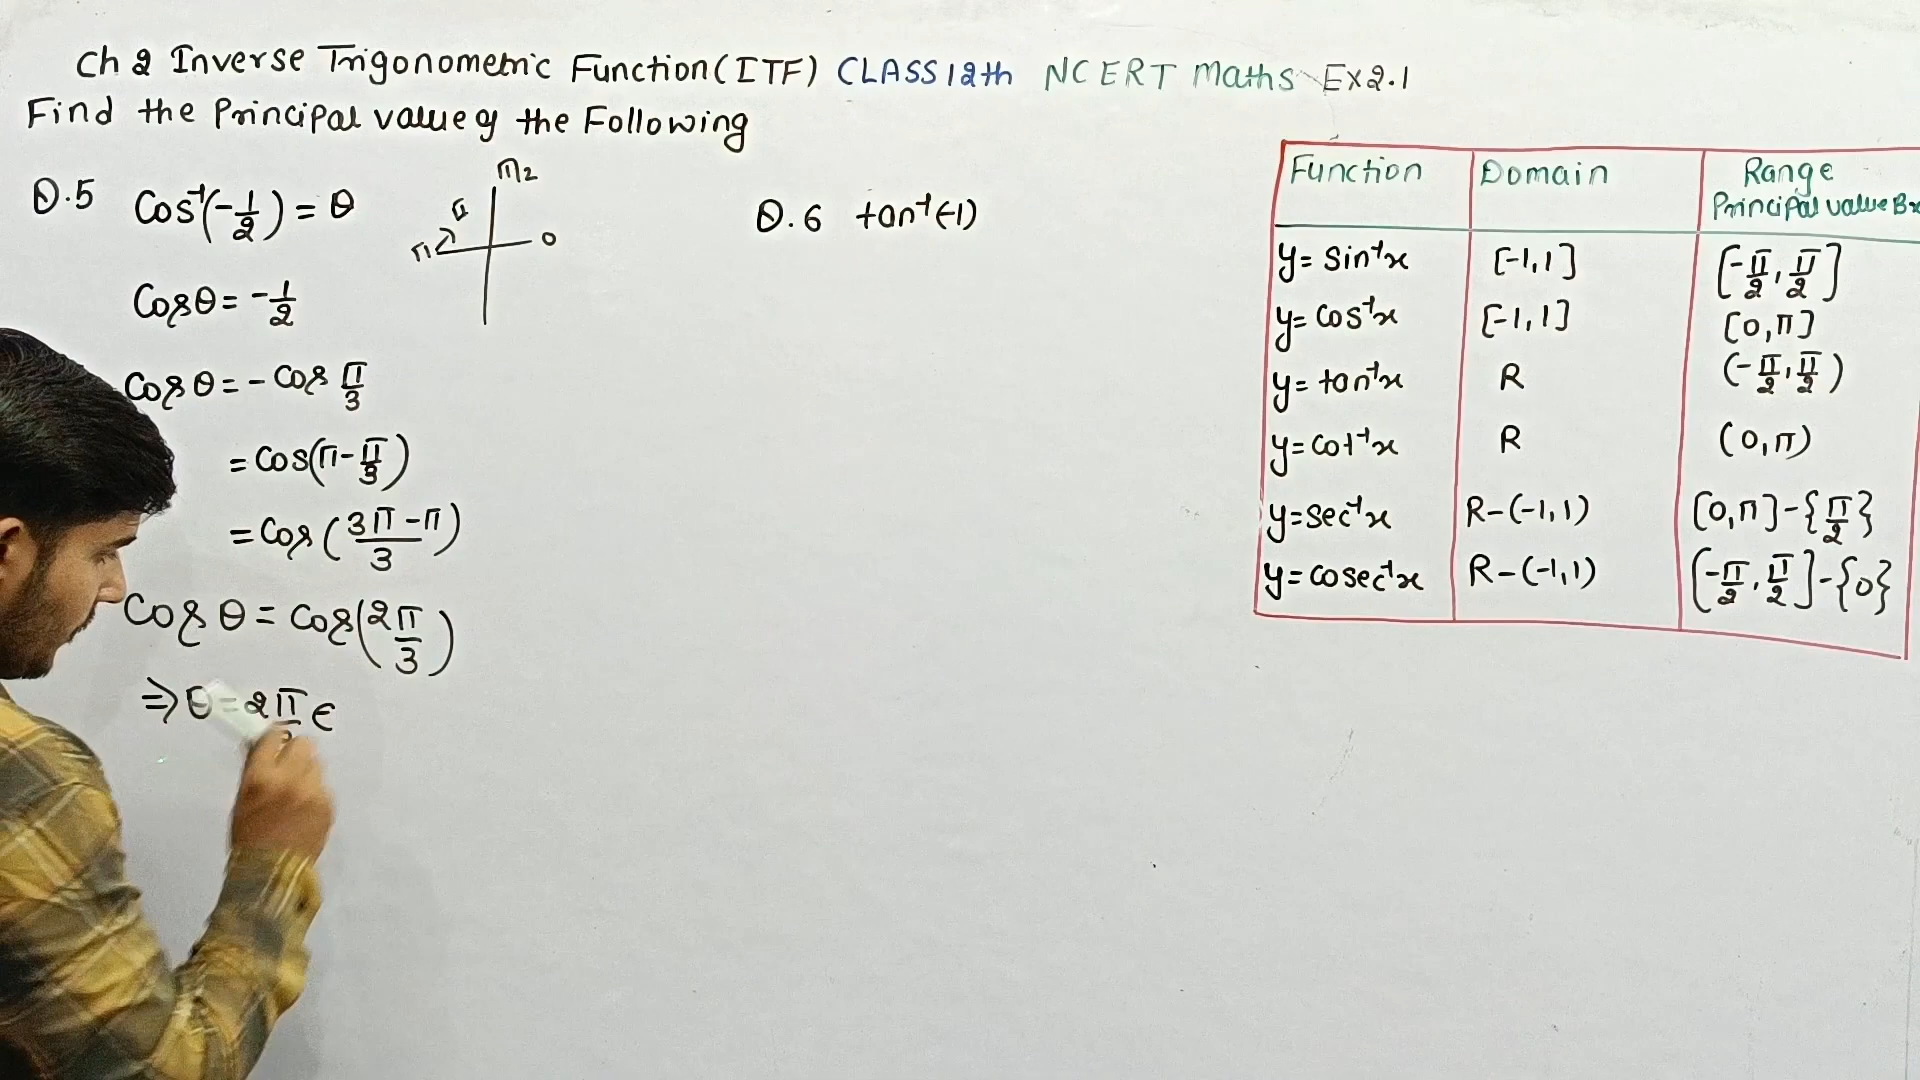 Ch 2 Inverse Trigonometric Function (ITF) CLASS 12th NCERT Maths Ex 2.1
Find the Principal value of the Following
Q.5 Cos⁻¹(-1/2) = θ
π/2
π
0
Cosθ = -1/2
Cosθ = - Cos π/3
= Cos(π - π/3)
= Cos(3π - π/3)
Cosθ = Cos(2π/3)
⇒ θ = 2π ∈
Q.6 tan⁻¹(-1)
Function Domain Range
Principal value
y = Sin⁻¹x [-1,1] [-π/2, π/2]
y = Cos⁻¹x [-1,1] [0,π]
y = tan⁻¹x R (-π/2, π/2)
y = Cot⁻¹x R (0,π)
y = sec⁻¹x R-(-1,1) [0,π]-{π/2}
y = Cosec⁻¹x R-(-1,1) [-π/2, π/2]-{0}